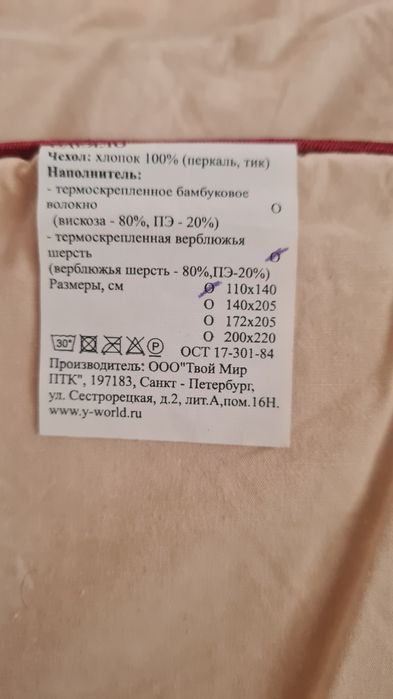 Чехол: хлопок 100% (перкаль, тик)
Наполнитель:
- термоскрепленное бамбуковое
волокно О
(вискоза - 80%, ПЭ - 20%)
- термоскрепленная верблюжья
шерсть О
(верблюжья шерсть - 80%,ПЭ-20%)
Размеры, см О 110х140
О 140х205
О 172х205
О 200х220
30° P ОСТ 17-301-84
Производитель: ООО"Твой Мир
ПТК", 197183, Санкт - Петербург,
ул. Сестрорецкая, д.2, лит.А,пом.16Н.
www.y-world.ru